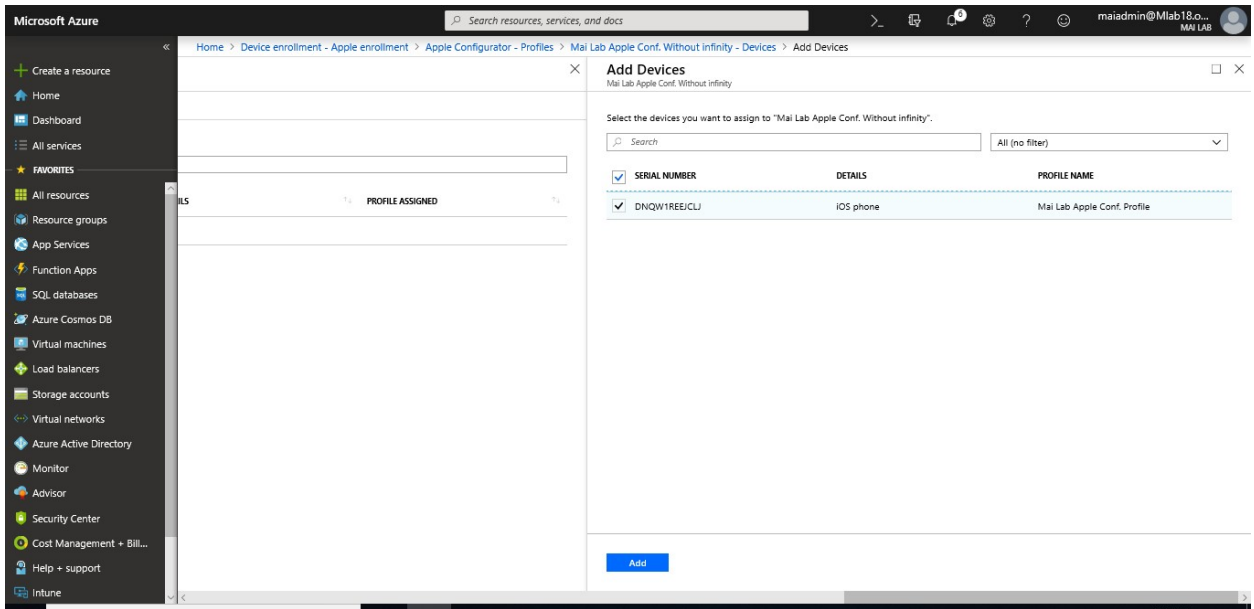 Microsoft Azure
Search resources, services, and docs
6
maiadmin@Mlab18.o...
MAI LAB
Home > Device enrollment - Apple enrollment > Apple Configurator - Profiles > Mai Lab Apple Conf. Without infinity - Devices > Add Devices
Create a resource
Home
Dashboard
All services
FAVORITES
All resources
Resource groups
App Services
Function Apps
SQL databases
Azure Cosmos DB
Virtual machines
Load balancers
Storage accounts
Virtual networks
Azure Active Directory
Monitor
Advisor
Security Center
Cost Management + Bill...
Help + support
Intune
ILS PROFILE ASSIGNED
Add Devices
Mai Lab Apple Conf. Without infinity
Select the devices you want to assign to "Mai Lab Apple Conf. Without infinity".
Search All (no filter)
SERIAL NUMBER DETAILS PROFILE NAME
DNQW1REEJCLJ iOS phone Mai Lab Apple Conf. Profile
Add